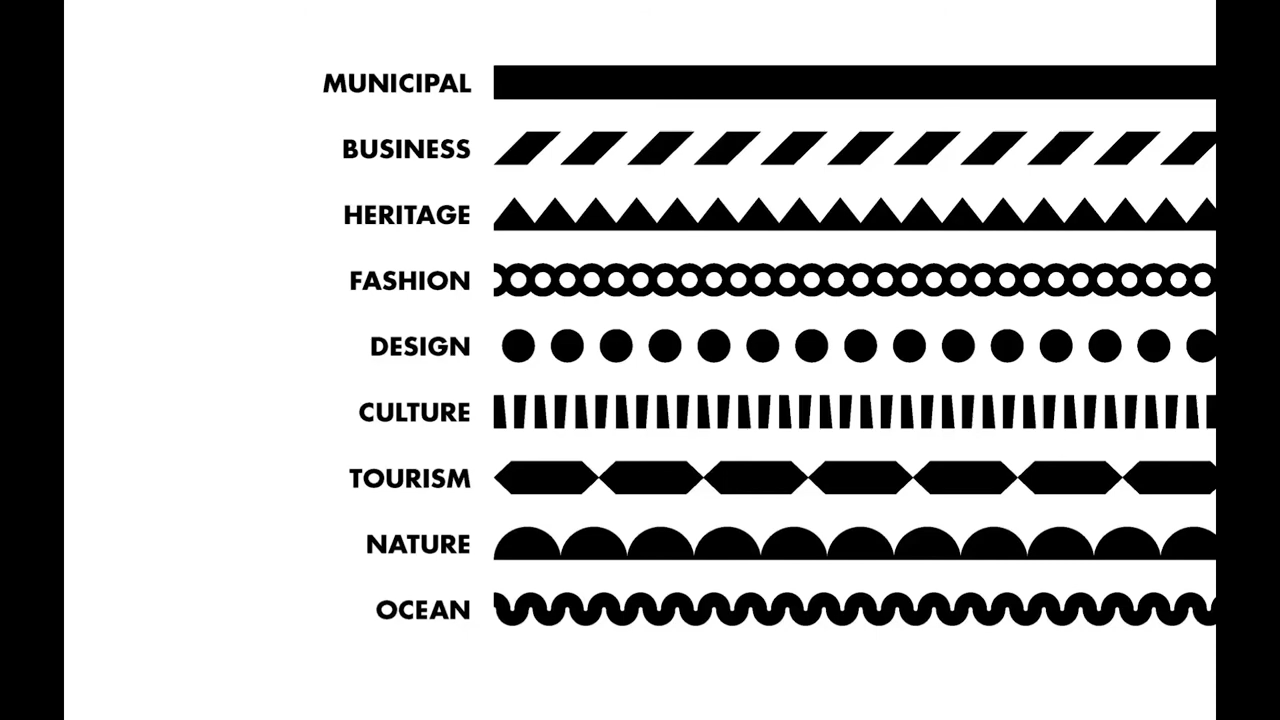 MUNICIPAL
BUSINESS
HERITAGE
FASHION
DESIGN
CULTURE
TOURISM
NATURE
OCEAN